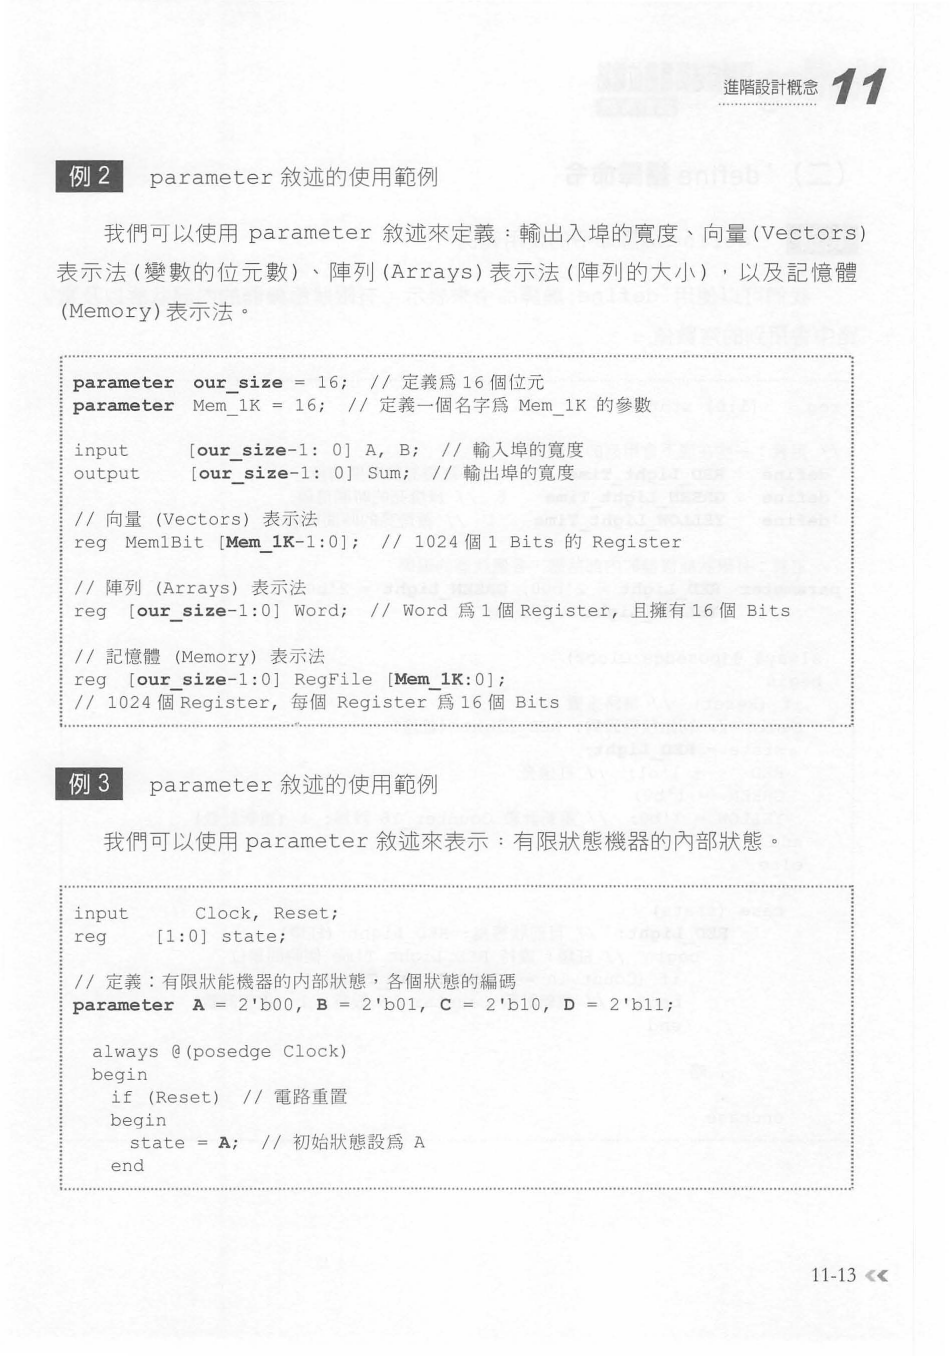 進階設計概念 11
例 2 parameter 敘述的使用範例
我們可以使用 parameter 敘述來定義：輸出入埠的寬度、向量(Vectors)
表示法(變數的位元數)、陣列(Arrays)表示法(陣列的大小)，以及記憶體
(Memory)表示法。
parameter our_size = 16; // 定義爲 16 個位元
parameter Mem_1K = 16; // 定義一個名字爲 Mem_1K 的參數
input [our_size-1: 0] A, B; // 輸入埠的寬度
output [our_size-1: 0] Sum; // 輸出埠的寬度
// 向量 (Vectors) 表示法
reg Mem1Bit [Mem_1K-1:0]; // 1024 個 1 Bits 的 Register
// 陣列 (Arrays) 表示法
reg [our_size-1:0] Word; // Word 爲 1 個 Register, 且擁有 16 個 Bits
// 記憶體 (Memory) 表示法
reg [our_size-1:0] RegFile [Mem_1K:0];
// 1024 個 Register, 每個 Register 爲 16 個 Bits
例 3 parameter 敘述的使用範例
我們可以使用 parameter 敘述來表示：有限狀態機器的內部狀態。
input Clock, Reset;
reg [1:0] state;
// 定義：有限狀能機器的內部狀態，各個狀態的編碼
parameter A = 2'b00, B = 2'b01, C = 2'b10, D = 2'b11;
always @(posedge Clock)
begin
if (Reset) // 電路重置
begin
state = A; // 初始狀態設爲 A
end
11-13 <<